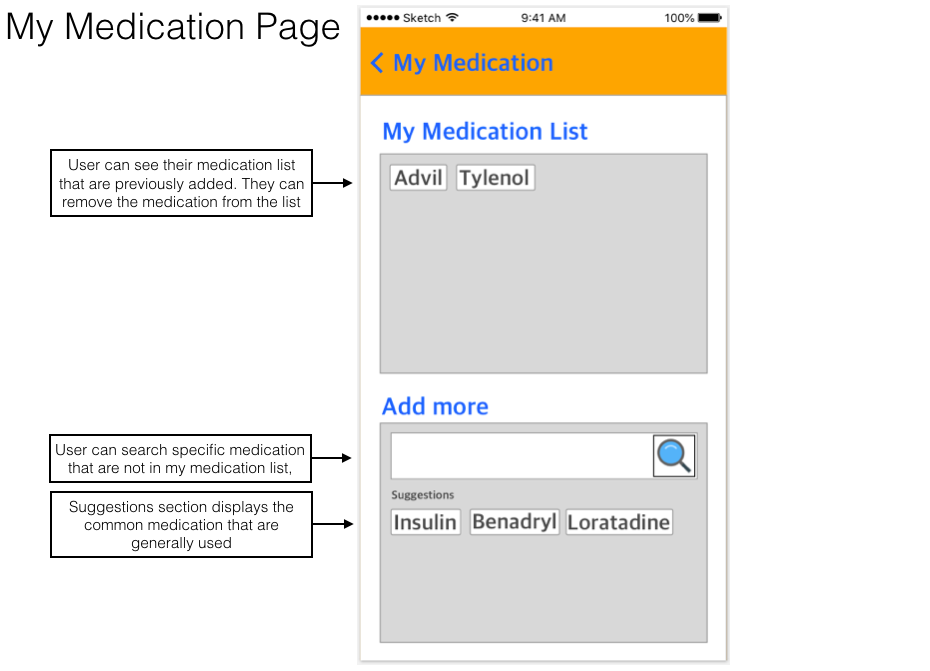 My Medication Page
Sketch 9:41 AM 100%
My Medication
My Medication List
User can see their medication list
that are previously added. They can
remove the medication from the list
Advil Tylenol
Add more
User can search specific medication
that are not in my medication list,
Suggestions
Suggestions section displays the
common medication that are
generally used
Insulin Benadryl Loratadine